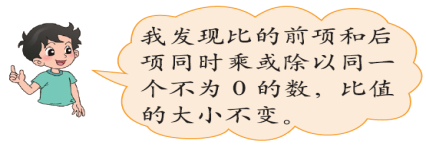 我发现比的前项和后
项同时乘或除以同一
个不为 0 的数，比值
的大小不变。